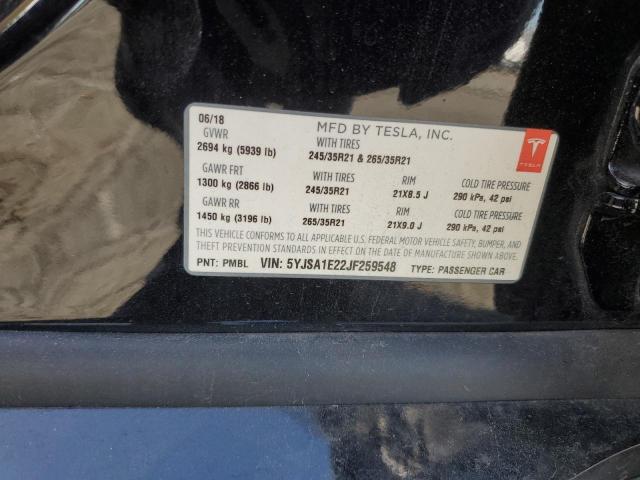 06/18 MFD BY TESLA, INC.
GVWR WITH TIRES
2694 kg (5939 lb) 245/35R21 & 265/35R21
TESLA
GAWR FRT WITH TIRES RIM COLD TIRE PRESSURE
1300 kg (2866 lb) 245/35R21 21X8.5 J 290 kPa, 42 psi
GAWR RR WITH TIRES RIM COLD TIRE PRESSURE
1450 kg (3196 lb) 265/35R21 21X9.0 J 290 kPa, 42 psi
THIS VEHICLE CONFORMS TO ALL APPLICABLE U.S. FEDERAL MOTOR VEHICLE SAFETY, BUMPER, AND
THEFT PREVENTION STANDARDS IN EFFECT ON THE DATE OF MANUFACTURE SHOWN ABOVE.
PNT: PMBL VIN: 5YJSA1E22JF259548 TYPE: PASSENGER CAR